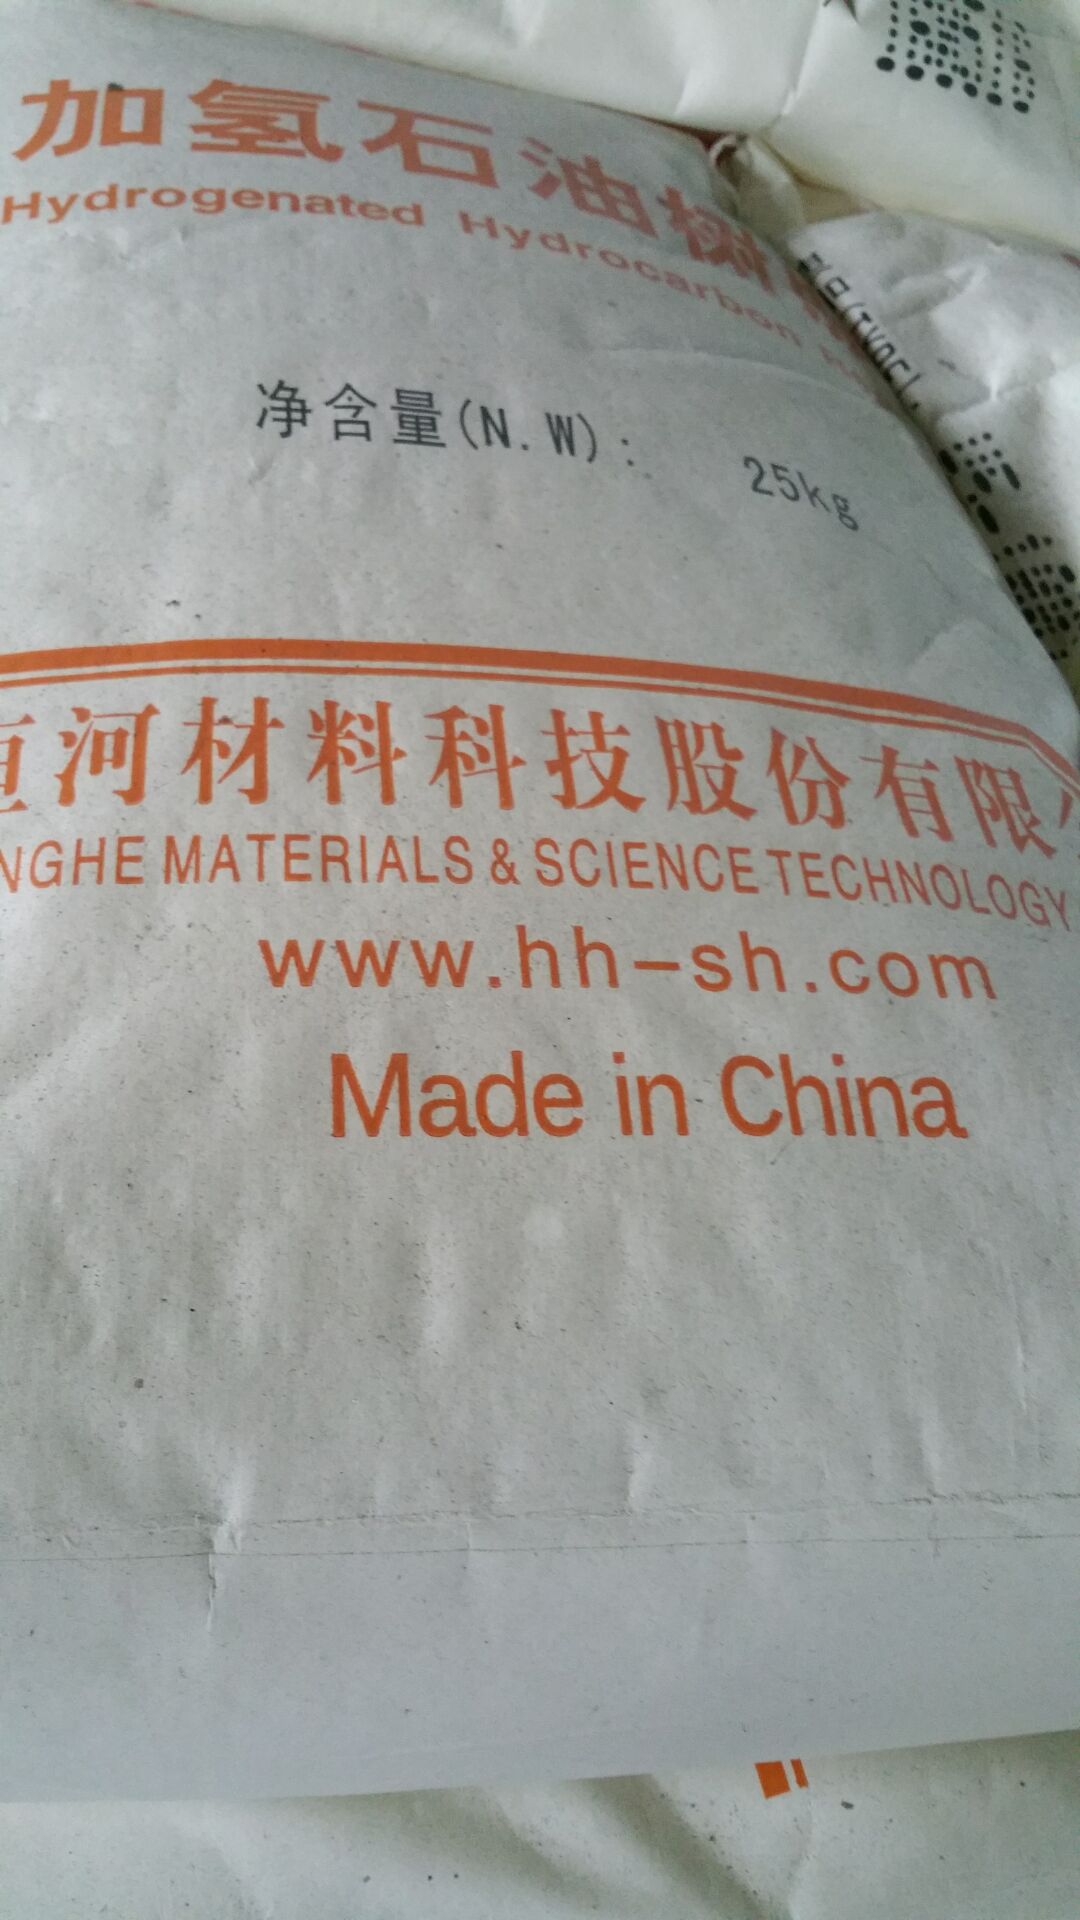 加氢石油树
Hydrogenated Hydrocarbon
净含量(N.W): 25kg
河材料科技股份有限
NGHE MATERIALS & SCIENCE TECHNOLOGY
www.hh-sh.com
Made in China